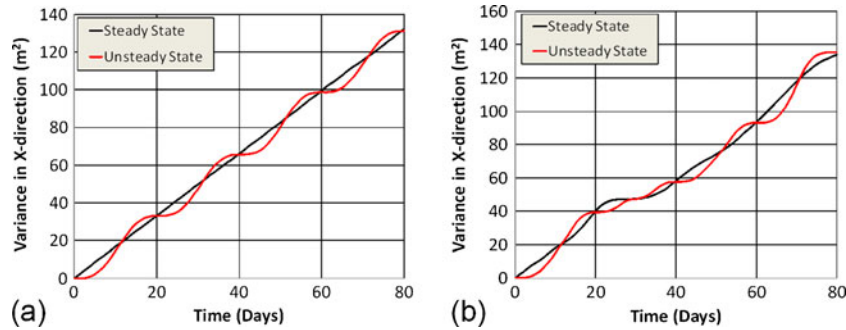 140
120
100
80
60
40
20
0
Variance in X-direction (m²)
Steady State
Unsteady State
0 20 40 60 80
Time (Days)
(a)
160
140
120
100
80
60
40
20
0
Variance in X-direction (m²)
Steady State
Unsteady State
0 20 40 60 80
Time (Days)
(b)